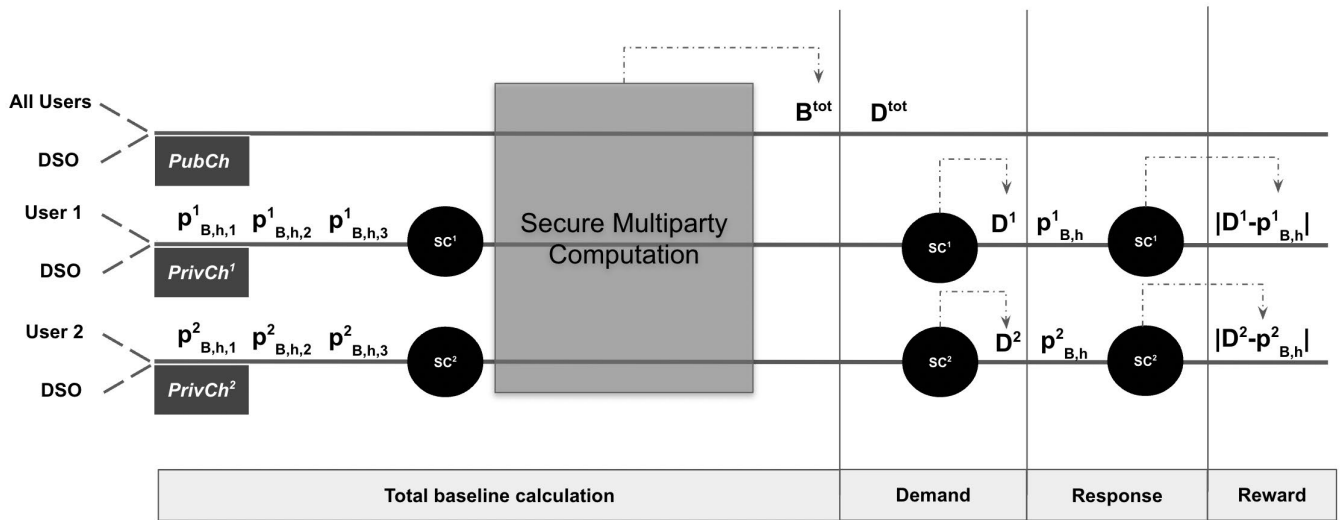 All Users
B^tot D^tot
DSO
PubCh
Secure Multiparty
Computation
User 1
p^1_B,h,1 p^1_B,h,2 p^1_B,h,3
SC^1
SC^1
D^1
p^1_B,h
SC^1
|D^1-p^1_B,h|
DSO
PrivCh^1
User 2
p^2_B,h,1 p^2_B,h,2 p^2_B,h,3
SC^2
SC^2
D^2
p^2_B,h
SC^2
|D^2-p^2_B,h|
DSO
PrivCh^2
Total baseline calculation
Demand
Response
Reward